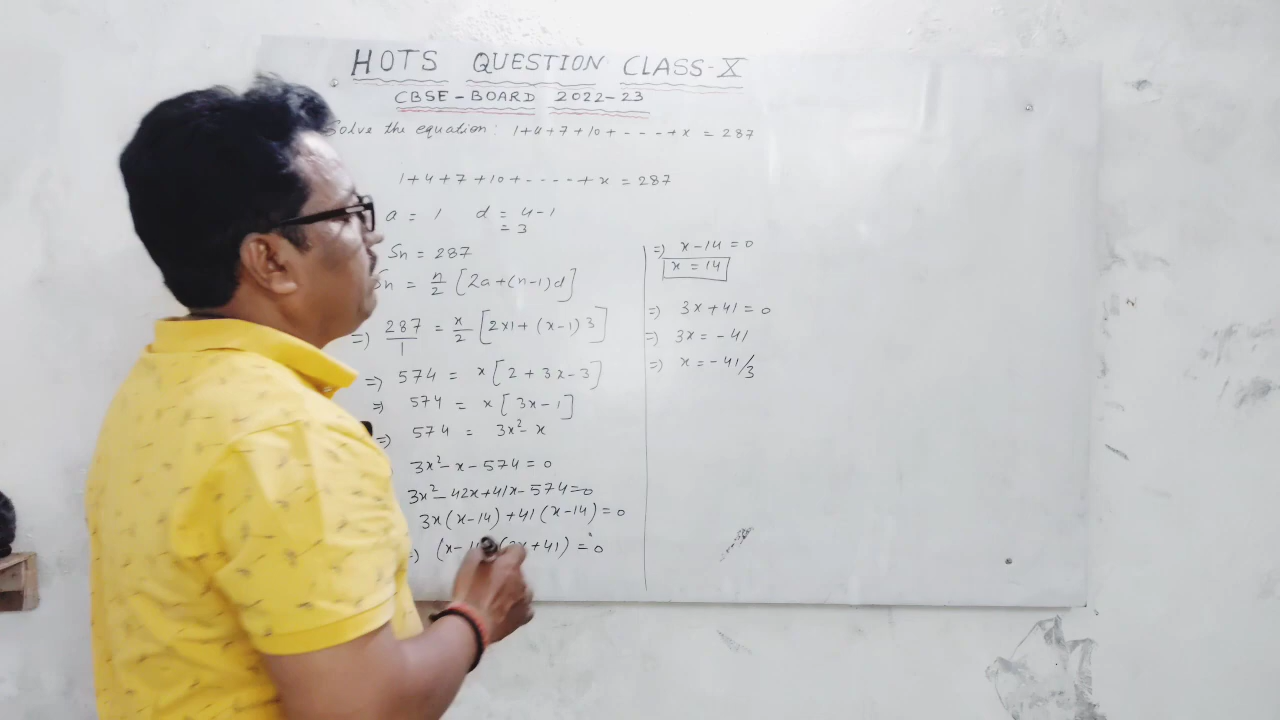 HOTS QUESTION CLASS-X
CBSE-BOARD 2022-23
Solve the equation: 1+4+7+10+----+x = 287
1+4+7+10+----+x = 287
a = 1 d = 4-1
= 3
Sn = 287
Sn = n/2 [2a+(n-1)d]
=) 287/1 = x/2 [2x1+(x-1)3]
=) 574 = x[2+3x-3]
=) 574 = x[3x-1]
=) 574 = 3x²-x
3x²-x-574=0
3x²-42x+41x-574=0
3x(x-14)+41(x-14)=0
=) (x- +41)=0
=) x-14=0
x=14
=) 3x+41=0
=) 3x=-41
=) x=-41/3